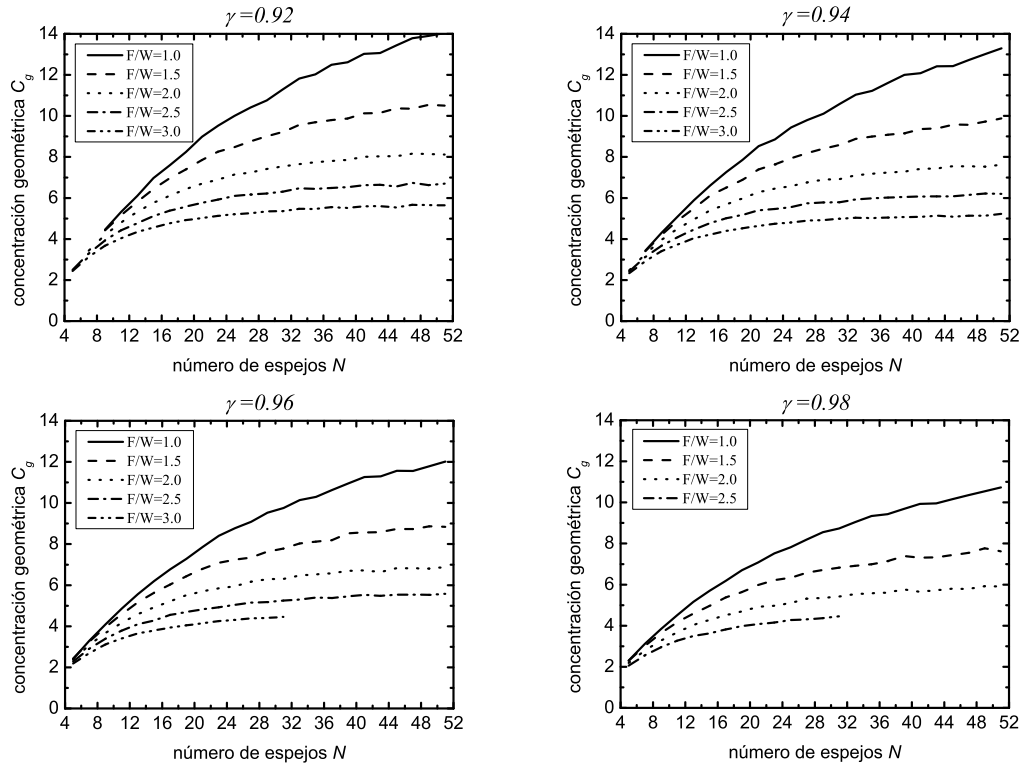 γ =0.92
14
12
10
8
6
4
2
0
concentración geométrica Cg
F/W=1.0
F/W=1.5
F/W=2.0
F/W=2.5
F/W=3.0
4 8 12 16 20 24 28 32 36 40 44 48 52
número de espejos N
γ =0.94
14
12
10
8
6
4
2
0
concentración geométrica Cg
F/W=1.0
F/W=1.5
F/W=2.0
F/W=2.5
F/W=3.0
4 8 12 16 20 24 28 32 36 40 44 48 52
número de espejos N
γ =0.96
14
12
10
8
6
4
2
0
concentración geométrica Cg
F/W=1.0
F/W=1.5
F/W=2.0
F/W=2.5
F/W=3.0
4 8 12 16 20 24 28 32 36 40 44 48 52
número de espejos N
γ =0.98
14
12
10
8
6
4
2
0
concentración geométrica Cg
F/W=1.0
F/W=1.5
F/W=2.0
F/W=2.5
4 8 12 16 20 24 28 32 36 40 44 48 52
número de espejos N